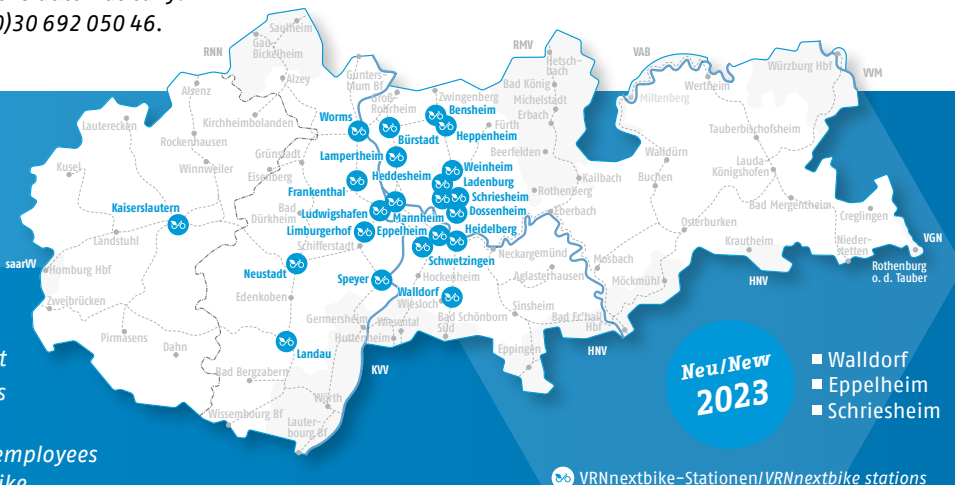 0)30 692 050 46.
RNN
Saulheim
Gau-
Bickelheim
Alzey
Alsenz
Kirchheimbolanden
Lauterecken
Rockenhausen
Kusel
Winnweiler
Grünstadt
Eisenberg
Kaiserslautern
Landstuhl
saarVV
Homburg Hbf
Zweibrücken
Pirmasens
Dahn
Gunters-
blum Bf
Groß-
Rohrheim
Zwingenberg
Worms
Bensheim
Bürstadt
Heppenheim
Fürth
Lampertheim
Heddesheim
Weinheim
Ladenburg
Frankenthal
Schriesheim
Bad
Dürkheim
Ludwigshafen
Mannheim
Dossenheim
Limburgerhof
Eppelheim
Heidelberg
Schifferstadt
Schwetzingen
Neckargemünd
Neustadt
Speyer
Hockenheim
Walldorf
Wiesloch
Edenkoben
Germersheim
Wiesental
Bad Schönborn
Süd
Huttenheim
Landau
KVV
Bad Bergzabern
Wörth
Wissembourg Bf
Lauter-
bourg Bf
RMV
Hetsch-
bach
Bad König
Michelstadt
Erbach
Beerfelden
Rothenberg
Kailbach
Eberbach
Aglasterhausen
Mosbach
Sinsheim
Hbf
Eppingen
HNV
Möckmühl
VAB
Miltenberg
Wertheim
Würzburg Hbf
VVM
Tauberbischofsheim
Walldürn
Buchen
Lauda-
Königshofen
Bad Mergentheim
Creglingen
Osterburken
Krautheim
Nieder-
stetten
VGN
Rothenburg
o. d. Tauber
HNV
Neu/New
2023
Walldorf
Eppelheim
Schriesheim
t
s
employees
VRNnextbike-Stationen/VRNnextbike stations